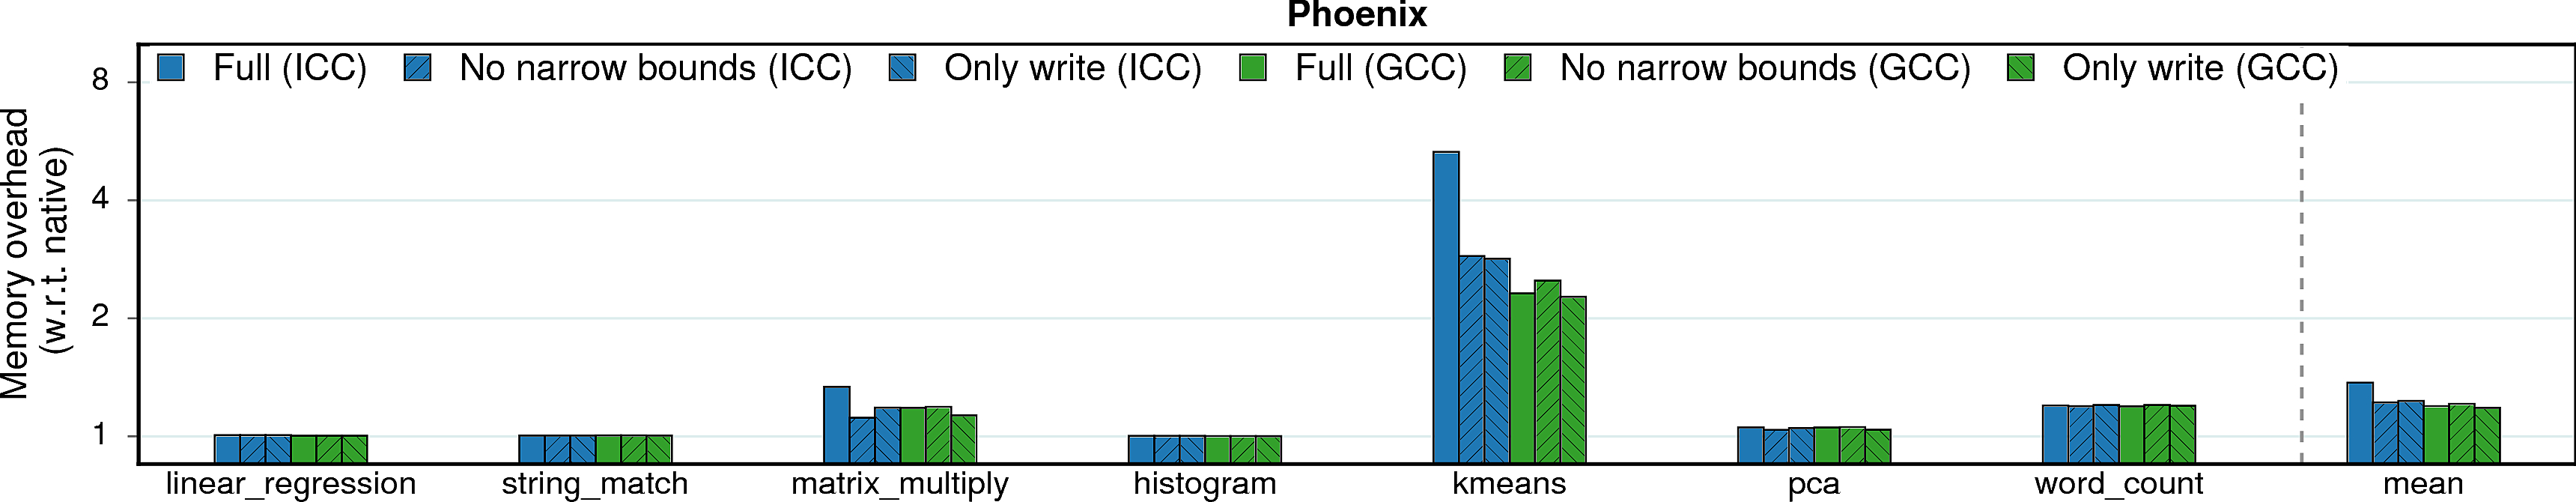 Phoenix
Full (ICC) No narrow bounds (ICC) Only write (ICC) Full (GCC) No narrow bounds (GCC) Only write (GCC)
Memory overhead
(w.r.t. native)
8
4
2
1
linear_regression string_match matrix_multiply histogram kmeans pca word_count mean